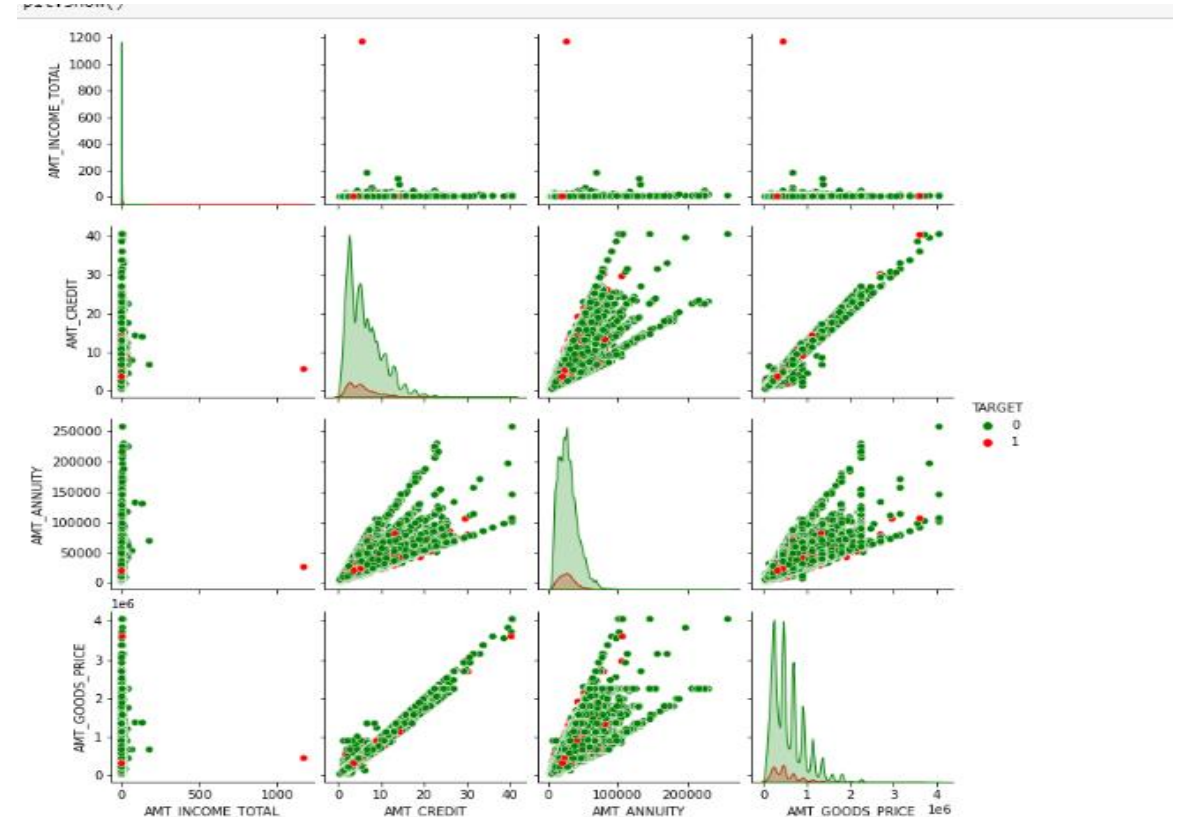 plt.show()
1200
1000
800
600
400
200
0
AMT_INCOME_TOTAL
40
30
20
10
0
AMT_CREDIT
250000
200000
150000
100000
50000
0
AMT_ANNUITY
1e6
4
3
2
1
0
AMT_GOODS_PRICE
TARGET
0
1
0 500 1000
AMT_INCOME_TOTAL
0 10 20 30 40
AMT_CREDIT
0 100000 200000
AMT_ANNUITY
0 1 2 3 4
AMT_GOODS_PRICE 1e6